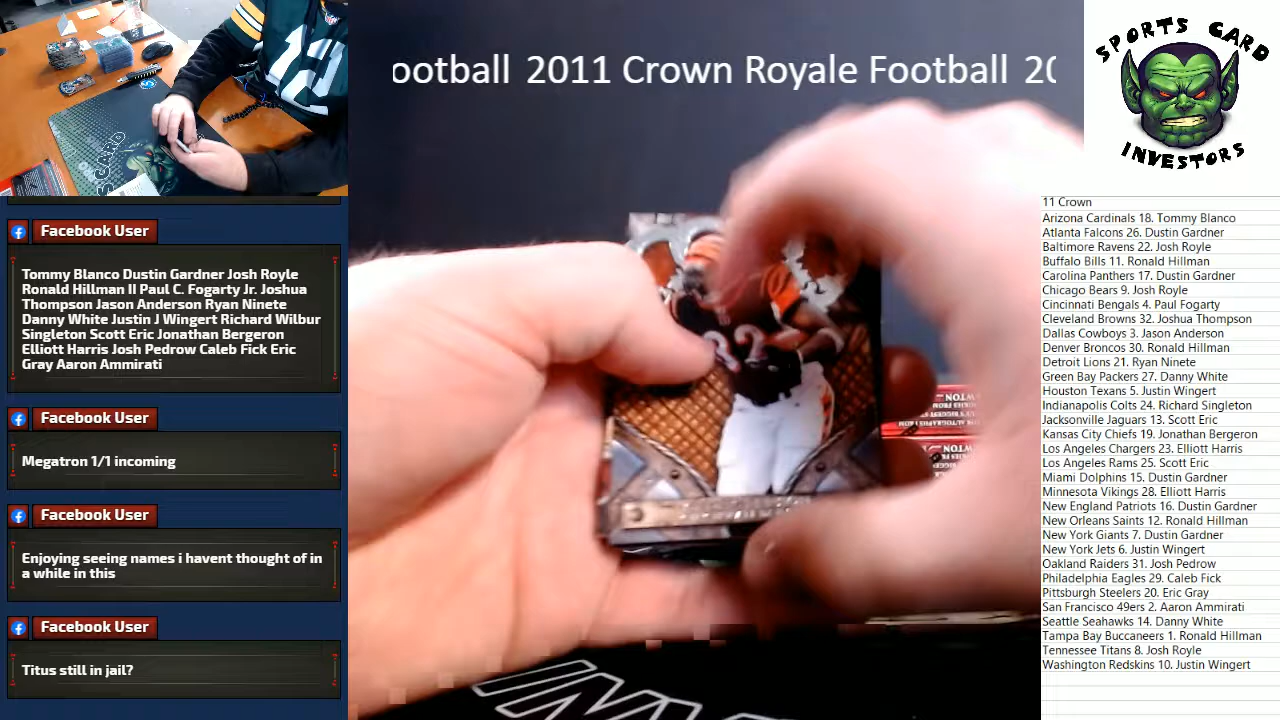 ootball 2011 Crown Royale Football 20
SPORTS CARD
INVESTORS
Facebook User
Tommy Blanco Dustin Gardner Josh Royle
Ronald Hillman II Paul C. Fogarty Jr. Joshua
Thompson Jason Anderson Ryan Ninete
Danny White Justin J Wingert Richard Wilbur
Singleton Scott Eric Jonathan Bergeron
Elliott Harris Josh Pedrow Caleb Fick Eric
Gray Aaron Ammirati
Facebook User
Megatron 1/1 incoming
Facebook User
Enjoying seeing names i havent thought of in
a while in this
Facebook User
Titus still in jail?
11 Crown
Arizona Cardinals 18. Tommy Blanco
Atlanta Falcons 26. Dustin Gardner
Baltimore Ravens 22. Josh Royle
Buffalo Bills 11. Ronald Hillman
Carolina Panthers 17. Dustin Gardner
Chicago Bears 9. Josh Royle
Cincinnati Bengals 4. Paul Fogarty
Cleveland Browns 32. Joshua Thompson
Dallas Cowboys 3. Jason Anderson
Denver Broncos 30. Ronald Hillman
Detroit Lions 21. Ryan Ninete
Green Bay Packers 27. Danny White
Houston Texans 5. Justin Wingert
Indianapolis Colts 24. Richard Singleton
Jacksonville Jaguars 13. Scott Eric
Kansas City Chiefs 19. Jonathan Bergeron
Los Angeles Chargers 23. Elliott Harris
Los Angeles Rams 25. Scott Eric
Miami Dolphins 15. Dustin Gardner
Minnesota Vikings 28. Elliott Harris
New England Patriots 16. Dustin Gardner
New Orleans Saints 12. Ronald Hillman
New York Giants 7. Dustin Gardner
New York Jets 6. Justin Wingert
Oakland Raiders 31. Josh Pedrow
Philadelphia Eagles 29. Caleb Fick
Pittsburgh Steelers 20. Eric Gray
San Francisco 49ers 2. Aaron Ammirati
Seattle Seahawks 14. Danny White
Tampa Bay Buccaneers 1. Ronald Hillman
Tennessee Titans 8. Josh Royle
Washington Redskins 10. Justin Wingert